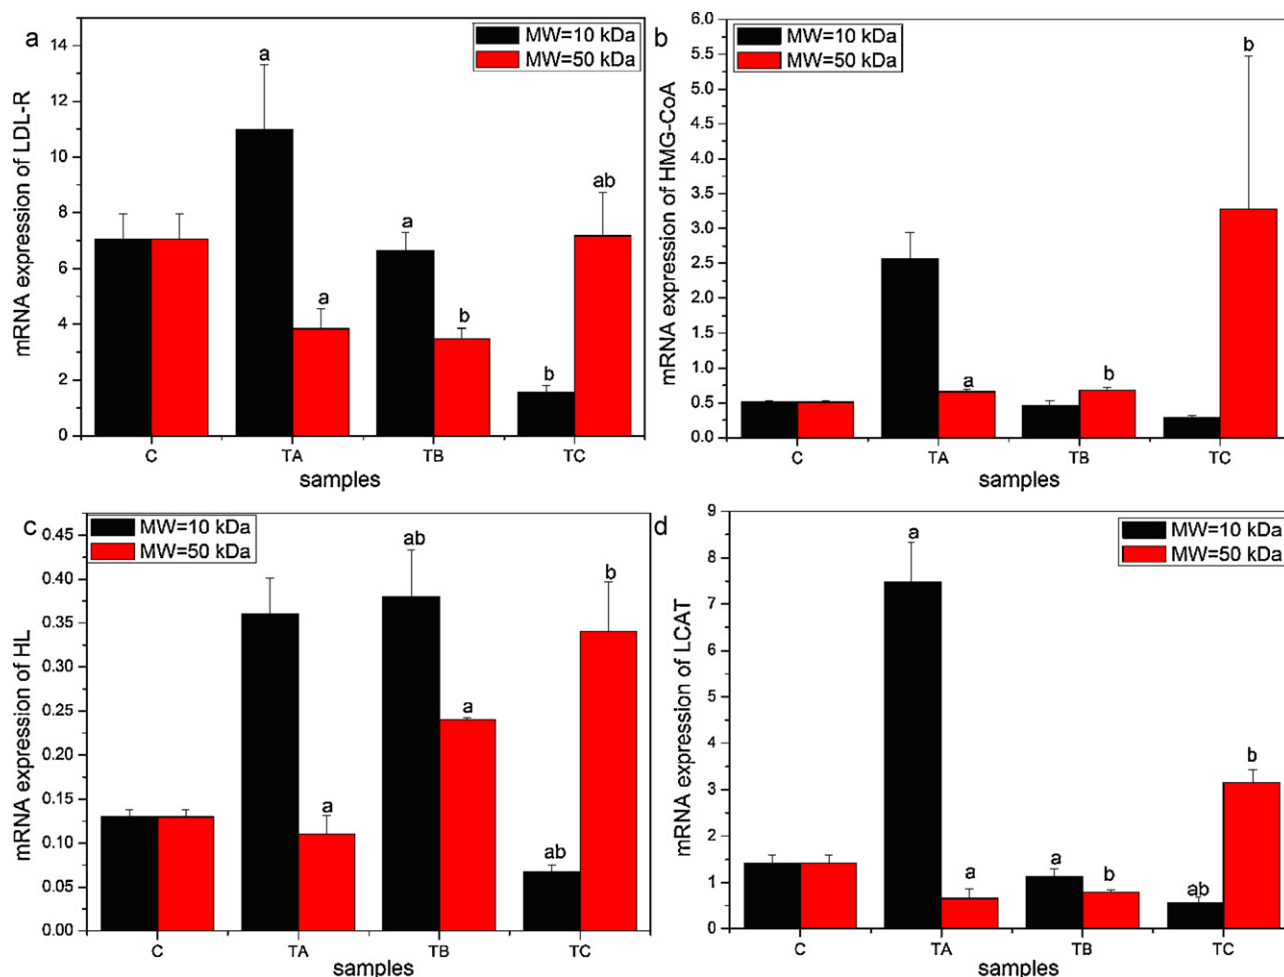 a
mRNA expression of LDL-R
14
12
10
8
6
4
2
0
MW=10 kDa
MW=50 kDa
a
a
a
b
b
ab
C TA TB TC
samples
b
mRNA expression of HMG-CoA
6.0
5.5
5.0
4.5
4.0
3.5
3.0
2.5
2.0
1.5
1.0
0.5
0.0
MW=10 kDa
MW=50 kDa
a
b
b
C TA TB TC
samples
c
mRNA expression of HL
0.45
0.40
0.35
0.30
0.25
0.20
0.15
0.10
0.05
0.00
MW=10 kDa
MW=50 kDa
a
ab
a
ab
b
C TA TB TC
samples
d
mRNA expression of LCAT
9
8
7
6
5
4
3
2
1
0
MW=10 kDa
MW=50 kDa
a
a
a
b
ab
b
C TA TB TC
samples